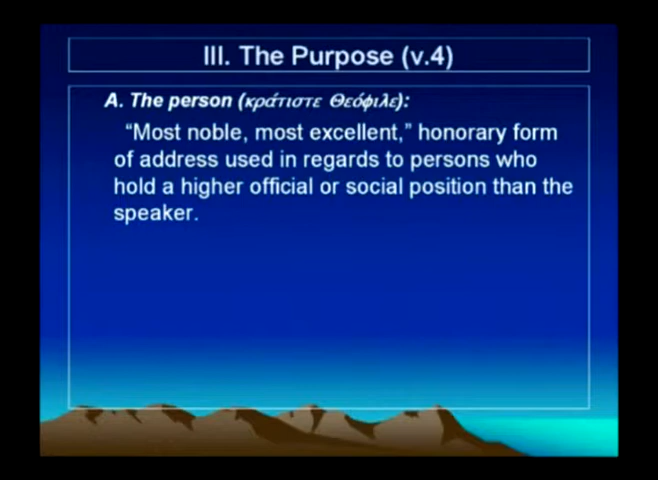 III. The Purpose (v.4)
A. The person (κράτιστε Θεόφιλε):
“Most noble, most excellent,” honorary form
of address used in regards to persons who
hold a higher official or social position than the
speaker.